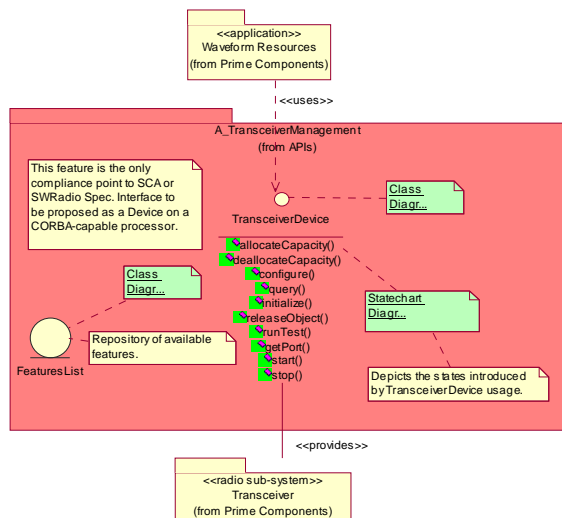 <<application>>
Waveform Resources
(from Prime Components)
<<uses>>
A_TransceiverManagement
(from APIs)
This feature is the only
compliance point to SCA or
SWRadio Spec. Interface to
be proposed as a Device on a
CORBA-capable processor.
Class
Diagr...
TransceiverDevice
allocateCapacity()
deallocateCapacity()
configure()
query()
initialize()
releaseObject()
runTest()
getPort()
start()
stop()
Class
Diagr...
Statechart
Diagr...
Repository of available
features.
FeaturesList
Depicts the states introduced
by TransceiverDevice usage.
<<provides>>
<<radio sub-system>>
Transceiver
(from Prime Components)